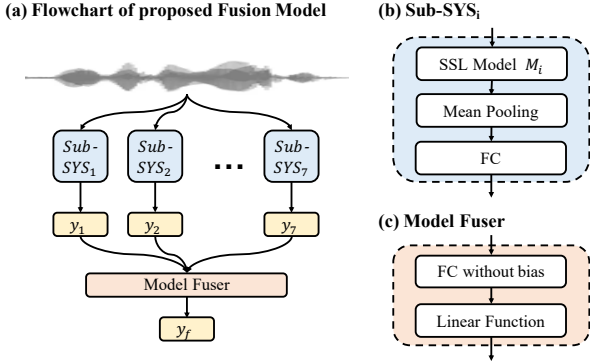 (a) Flowchart of proposed Fusion Model
Sub-
SYS₁
Sub-
SYS₂
...
Sub-
SYS₇
y₁
y₂
y₇
Model Fuser
y_f
(b) Sub-SYSᵢ
SSL Model Mᵢ
Mean Pooling
FC
(c) Model Fuser
FC without bias
Linear Function